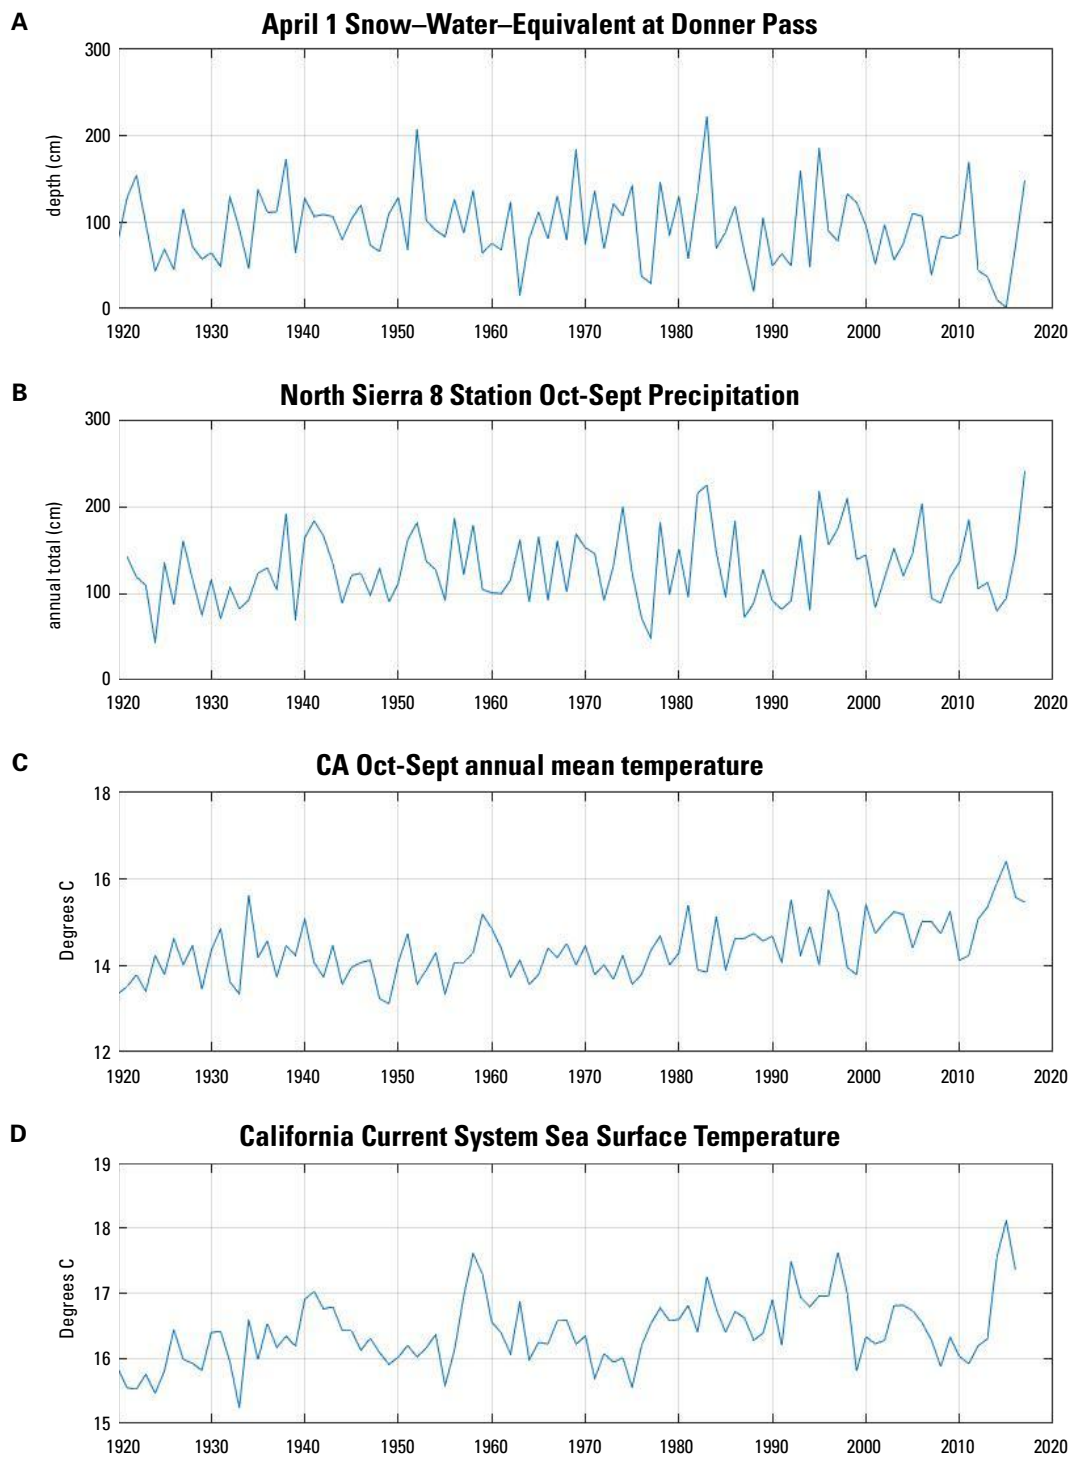 A
April 1 Snow–Water–Equivalent at Donner Pass
300
200
100
0
depth (cm)
1920 1930 1940 1950 1960 1970 1980 1990 2000 2010 2020
B
North Sierra 8 Station Oct-Sept Precipitation
300
200
100
0
annual total (cm)
1920 1930 1940 1950 1960 1970 1980 1990 2000 2010 2020
C
CA Oct-Sept annual mean temperature
18
16
14
12
Degrees C
1920 1930 1940 1950 1960 1970 1980 1990 2000 2010 2020
D
California Current System Sea Surface Temperature
19
18
17
16
15
Degrees C
1920 1930 1940 1950 1960 1970 1980 1990 2000 2010 2020